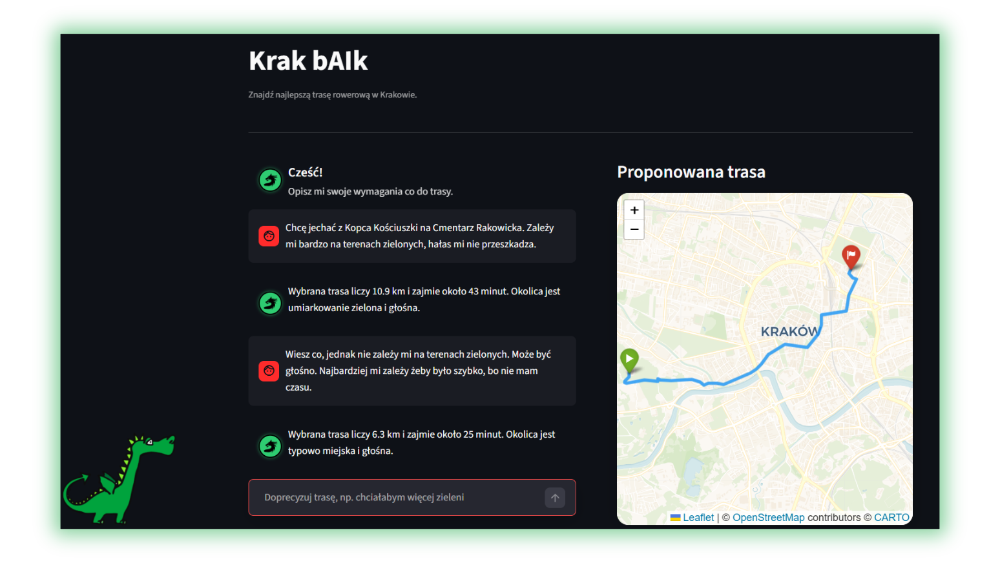 Krak bAIk
Znajdź najlepszą trasę rowerową w Krakowie.
Cześć!
Opisz mi swoje wymagania co do trasy.
Chcę jechać z Kopca Kościuszki na Cmentarz Rakowicka. Zależy
mi bardzo na terenach zielonych, hałas mi nie przeszkadza.
Wybrana trasa liczy 10.9 km i zajmie około 43 minut. Okolica jest
umiarkowanie zielona i głośna.
Wiesz co, jednak nie zależy mi na terenach zielonych. Może być
głośno. Najbardziej mi zależy żeby było szybko, bo nie mam
czasu.
Wybrana trasa liczy 6.3 km i zajmie około 25 minut. Okolica jest
typowo miejska i głośna.
Doprecyzuj trasę, np. chciałabym więcej zieleni
Proponowana trasa
+
−
KRAKÓW
Leaflet | © OpenStreetMap contributors © CARTO